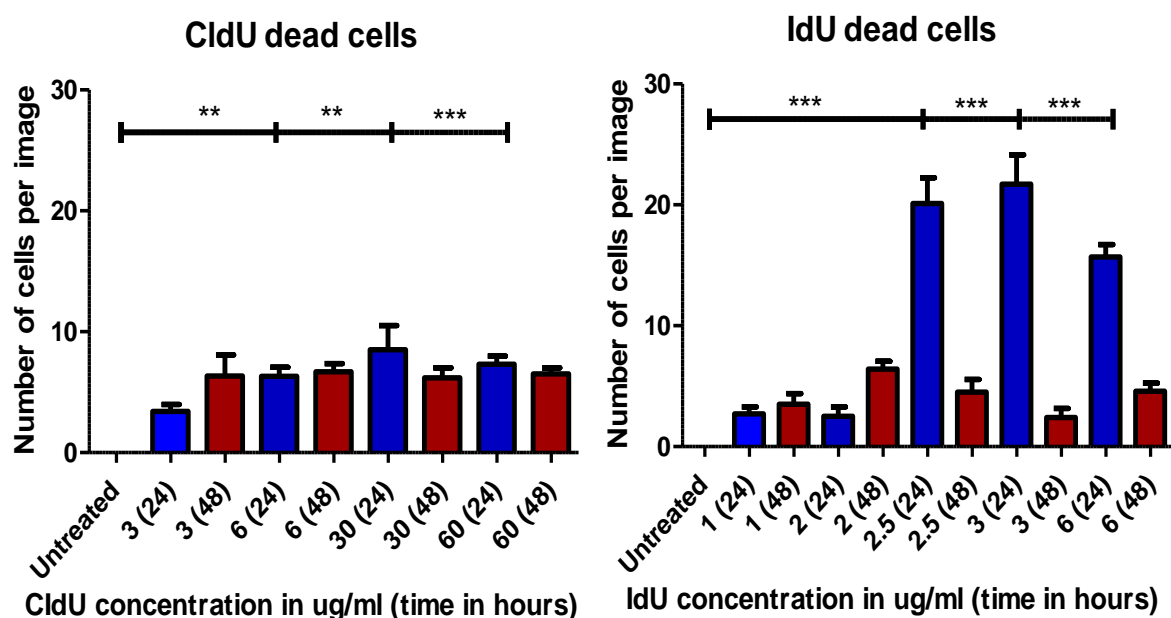 CldU dead cells
Number of cells per image
30
20
10
0
** ** ***
Untreated
3 (24)
3 (48)
6 (24)
6 (48)
30 (24)
30 (48)
60 (24)
60 (48)
CldU concentration in ug/ml (time in hours)
IdU dead cells
Number of cells per image
30
20
10
0
*** *** ***
Untreated
1 (24)
1 (48)
2 (24)
2 (48)
2.5 (24)
2.5 (48)
3 (24)
3 (48)
6 (24)
6 (48)
IdU concentration in ug/ml (time in hours)